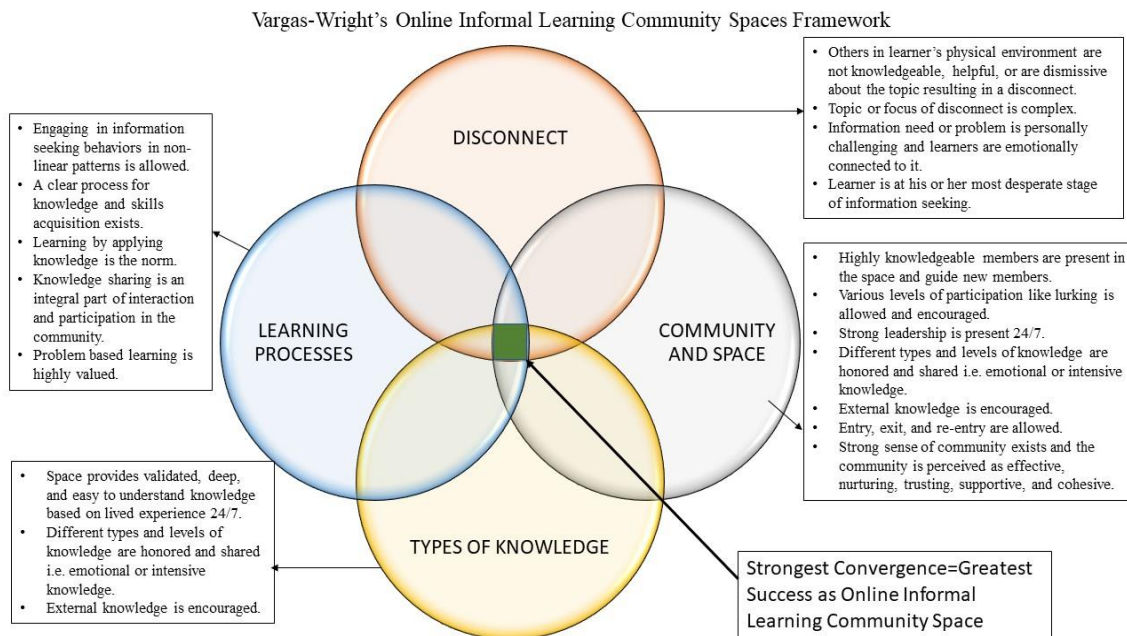 Vargas-Wright's Online Informal Learning Community Spaces Framework
• Others in learner's physical environment are
not knowledgeable, helpful, or are dismissive
about the topic resulting in a disconnect.
• Topic or focus of disconnect is complex.
• Information need or problem is personally
challenging and learners are emotionally
connected to it.
• Learner is at his or her most desperate stage
of information seeking.
DISCONNECT
• Engaging in information
seeking behaviors in non-
linear patterns is allowed.
• A clear process for
knowledge and skills
acquisition exists.
• Learning by applying
knowledge is the norm.
• Knowledge sharing is an
integral part of interaction
and participation in the
community.
• Problem based learning is
highly valued.
LEARNING
PROCESSES
COMMUNITY
AND SPACE
• Highly knowledgeable members are present in
the space and guide new members.
• Various levels of participation like lurking is
allowed and encouraged.
• Strong leadership is present 24/7.
• Different types and levels of knowledge are
honored and shared i.e. emotional or intensive
knowledge.
• External knowledge is encouraged.
• Entry, exit, and re-entry are allowed.
• Strong sense of community exists and the
community is perceived as effective,
nurturing, trusting, supportive, and cohesive.
• Space provides validated, deep,
and easy to understand knowledge
based on lived experience 24/7.
• Different types and levels of
knowledge are honored and shared
i.e. emotional or intensive
knowledge.
• External knowledge is encouraged.
TYPES OF KNOWLEDGE
Strongest Convergence=Greatest
Success as Online Informal
Learning Community Space